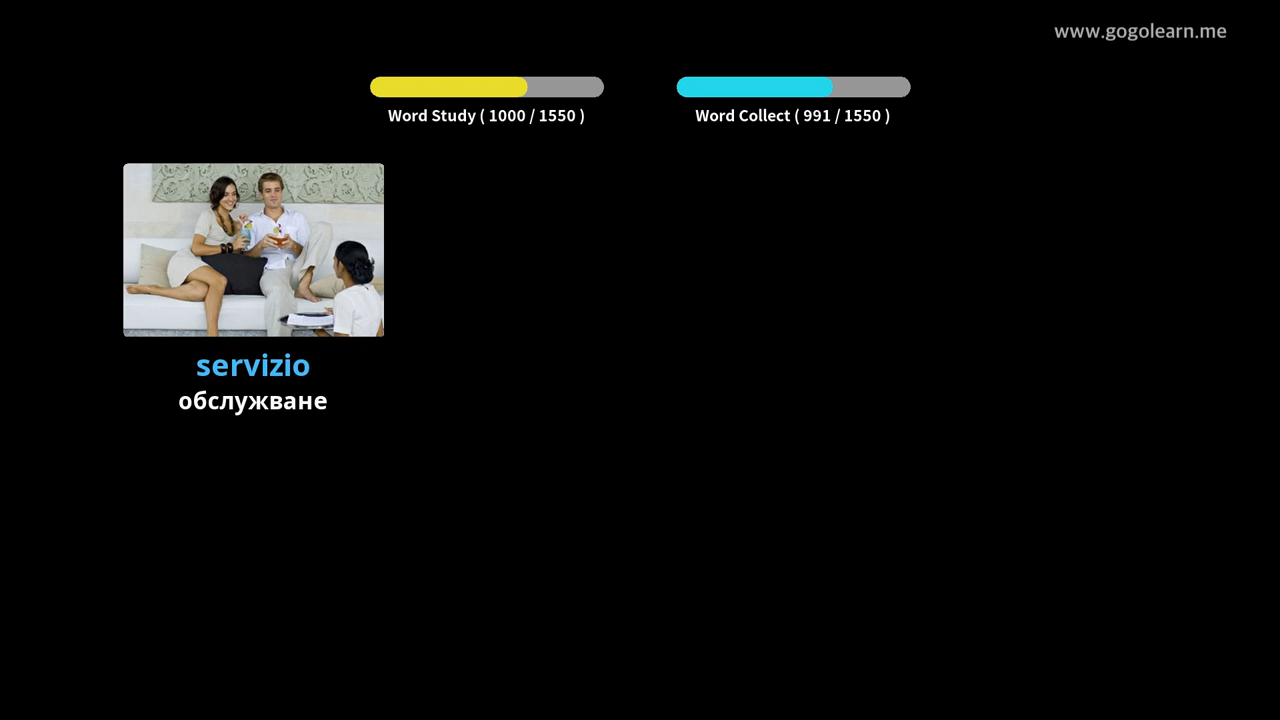 www.gogolearn.me
Word Study ( 1000 / 1550 )
Word Collect ( 991 / 1550 )
servizio
обслужване